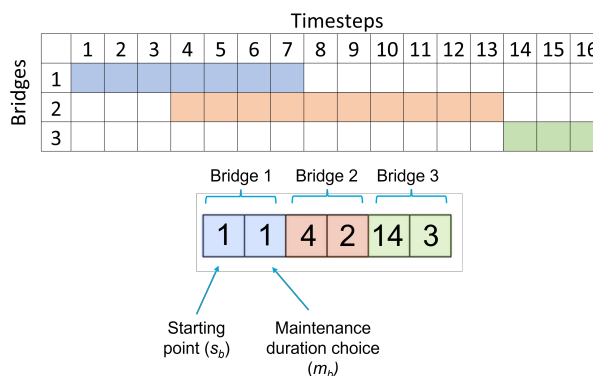 Timesteps
1 2 3 4 5 6 7 8 9 10 11 12 13 14 15 16
Bridges
1
2
3
Bridge 1 Bridge 2 Bridge 3
1 1 4 2 14 3
Starting
point (s_b)
Maintenance
duration choice
(m_b)